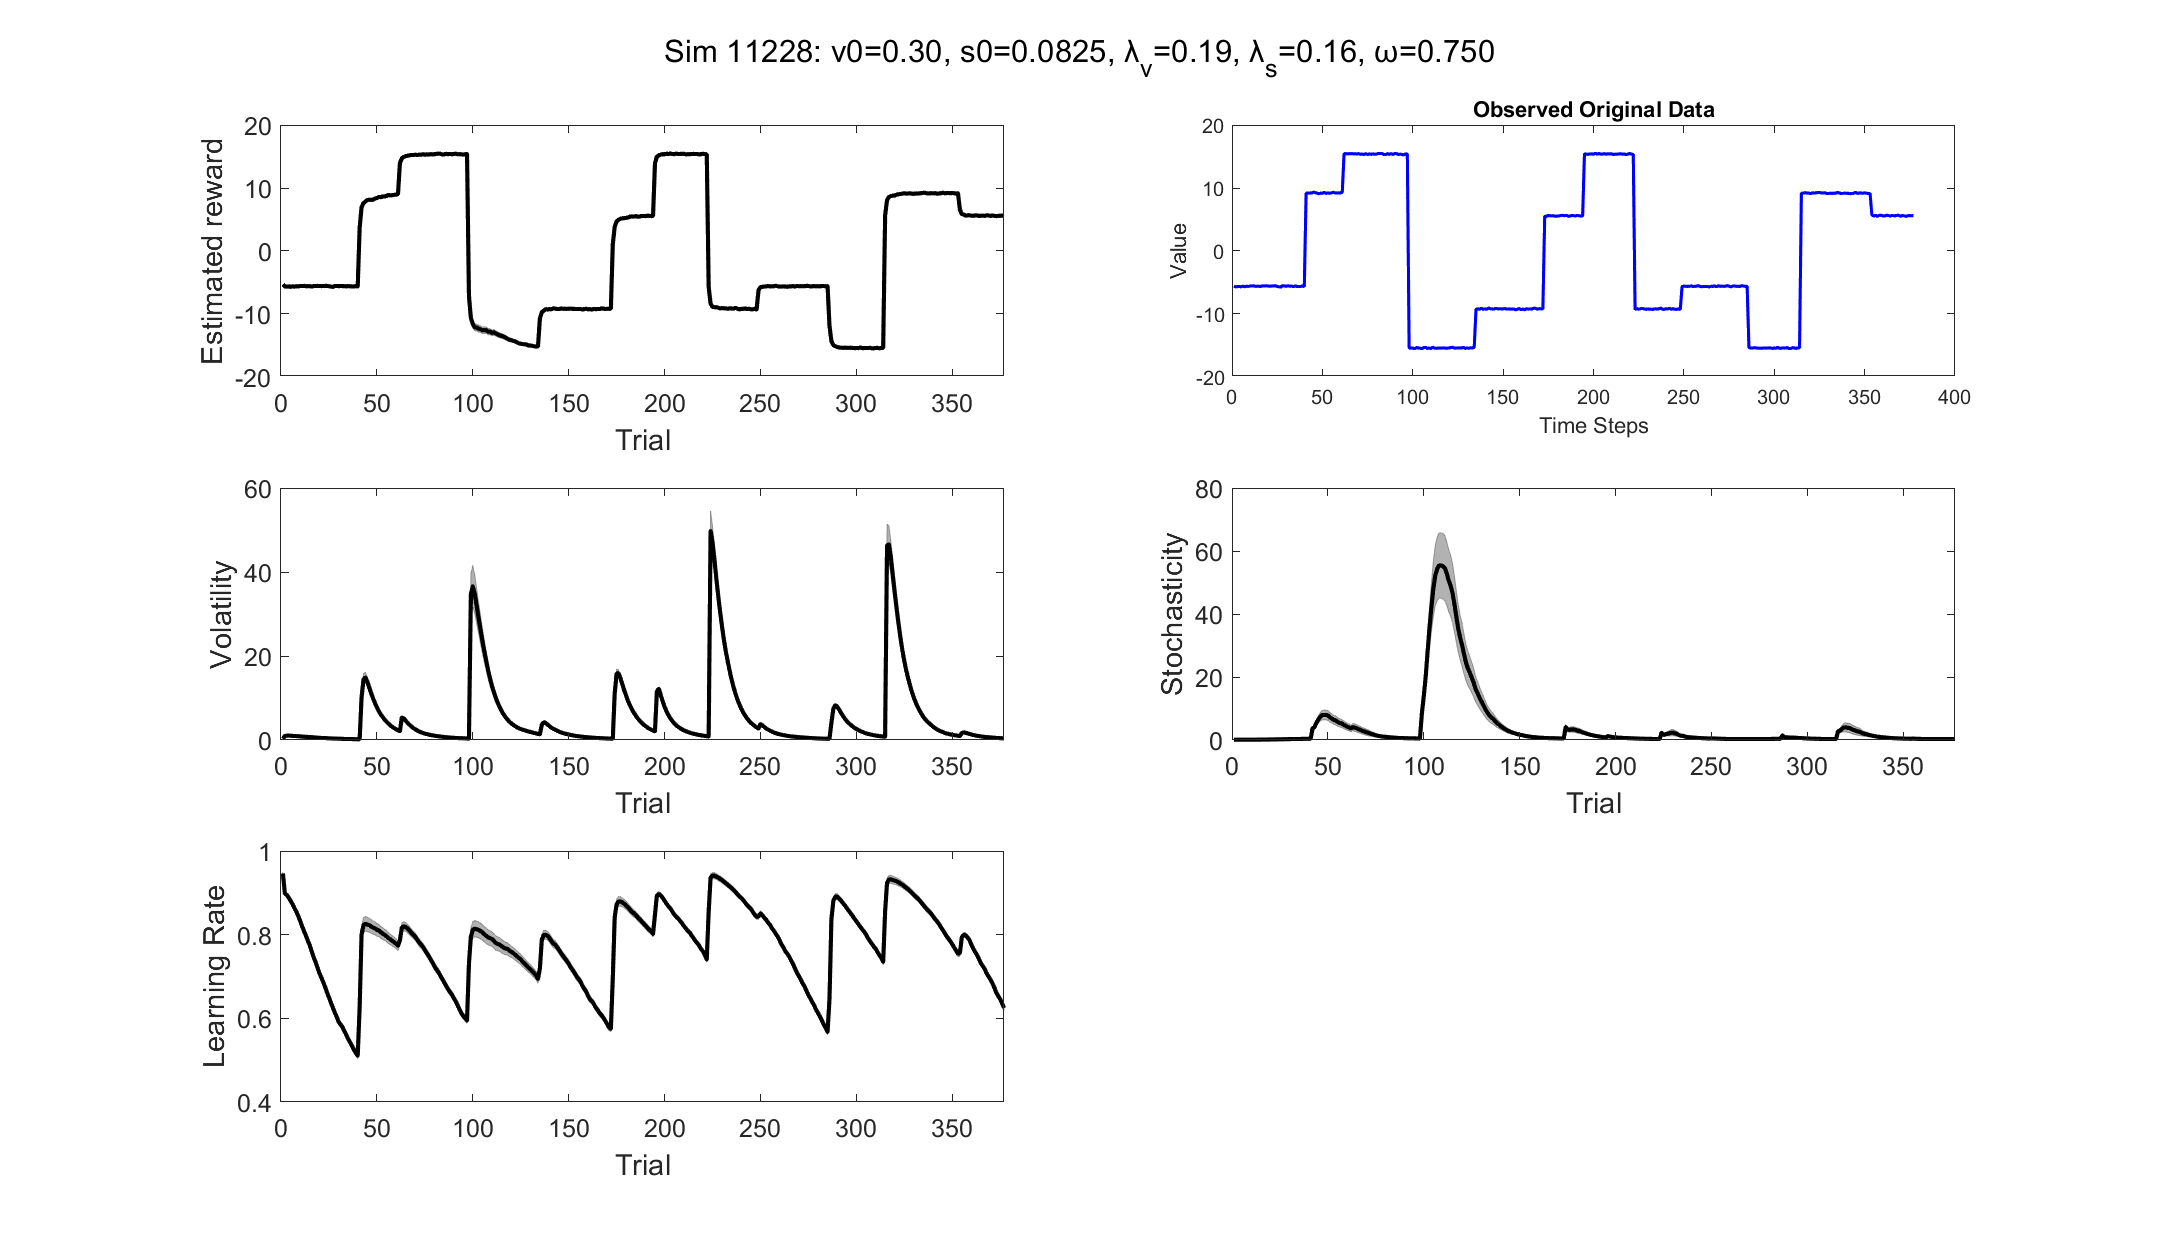 Sim 11228: v0=0.30, s0=0.0825, λ_v=0.19, λ_s=0.16, ω=0.750
Estimated reward
20
10
0
-10
-20
0 50 100 150 200 250 300 350
Trial
Observed Original Data
Value
20
10
0
-10
-20
0 50 100 150 200 250 300 350 400
Time Steps
Volatility
60
40
20
0
0 50 100 150 200 250 300 350
Trial
Stochasticity
80
60
40
20
0
0 50 100 150 200 250 300 350
Trial
Learning Rate
1
0.8
0.6
0.4
0 50 100 150 200 250 300 350
Trial